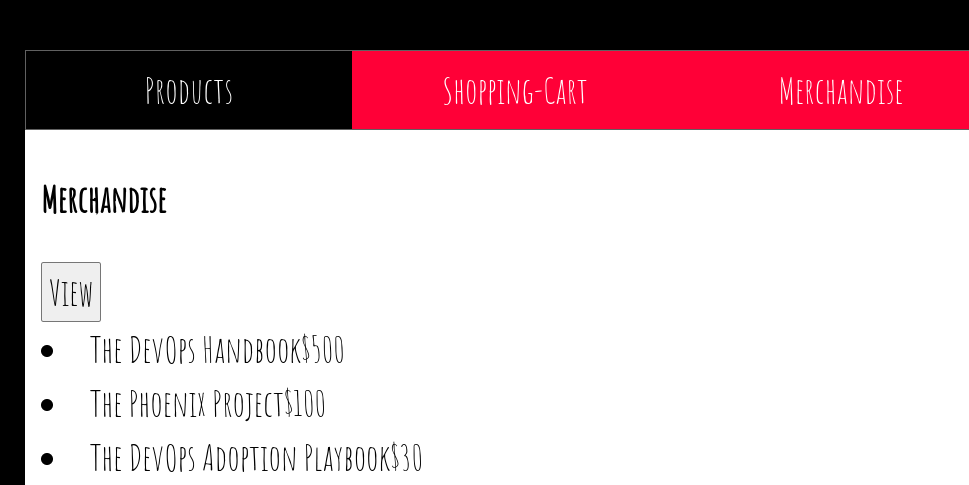 Products Shopping-Cart Merchandise
Merchandise
View
The DevOps Handbook$500
The Phoenix Project$100
The DevOps Adoption Playbook$30